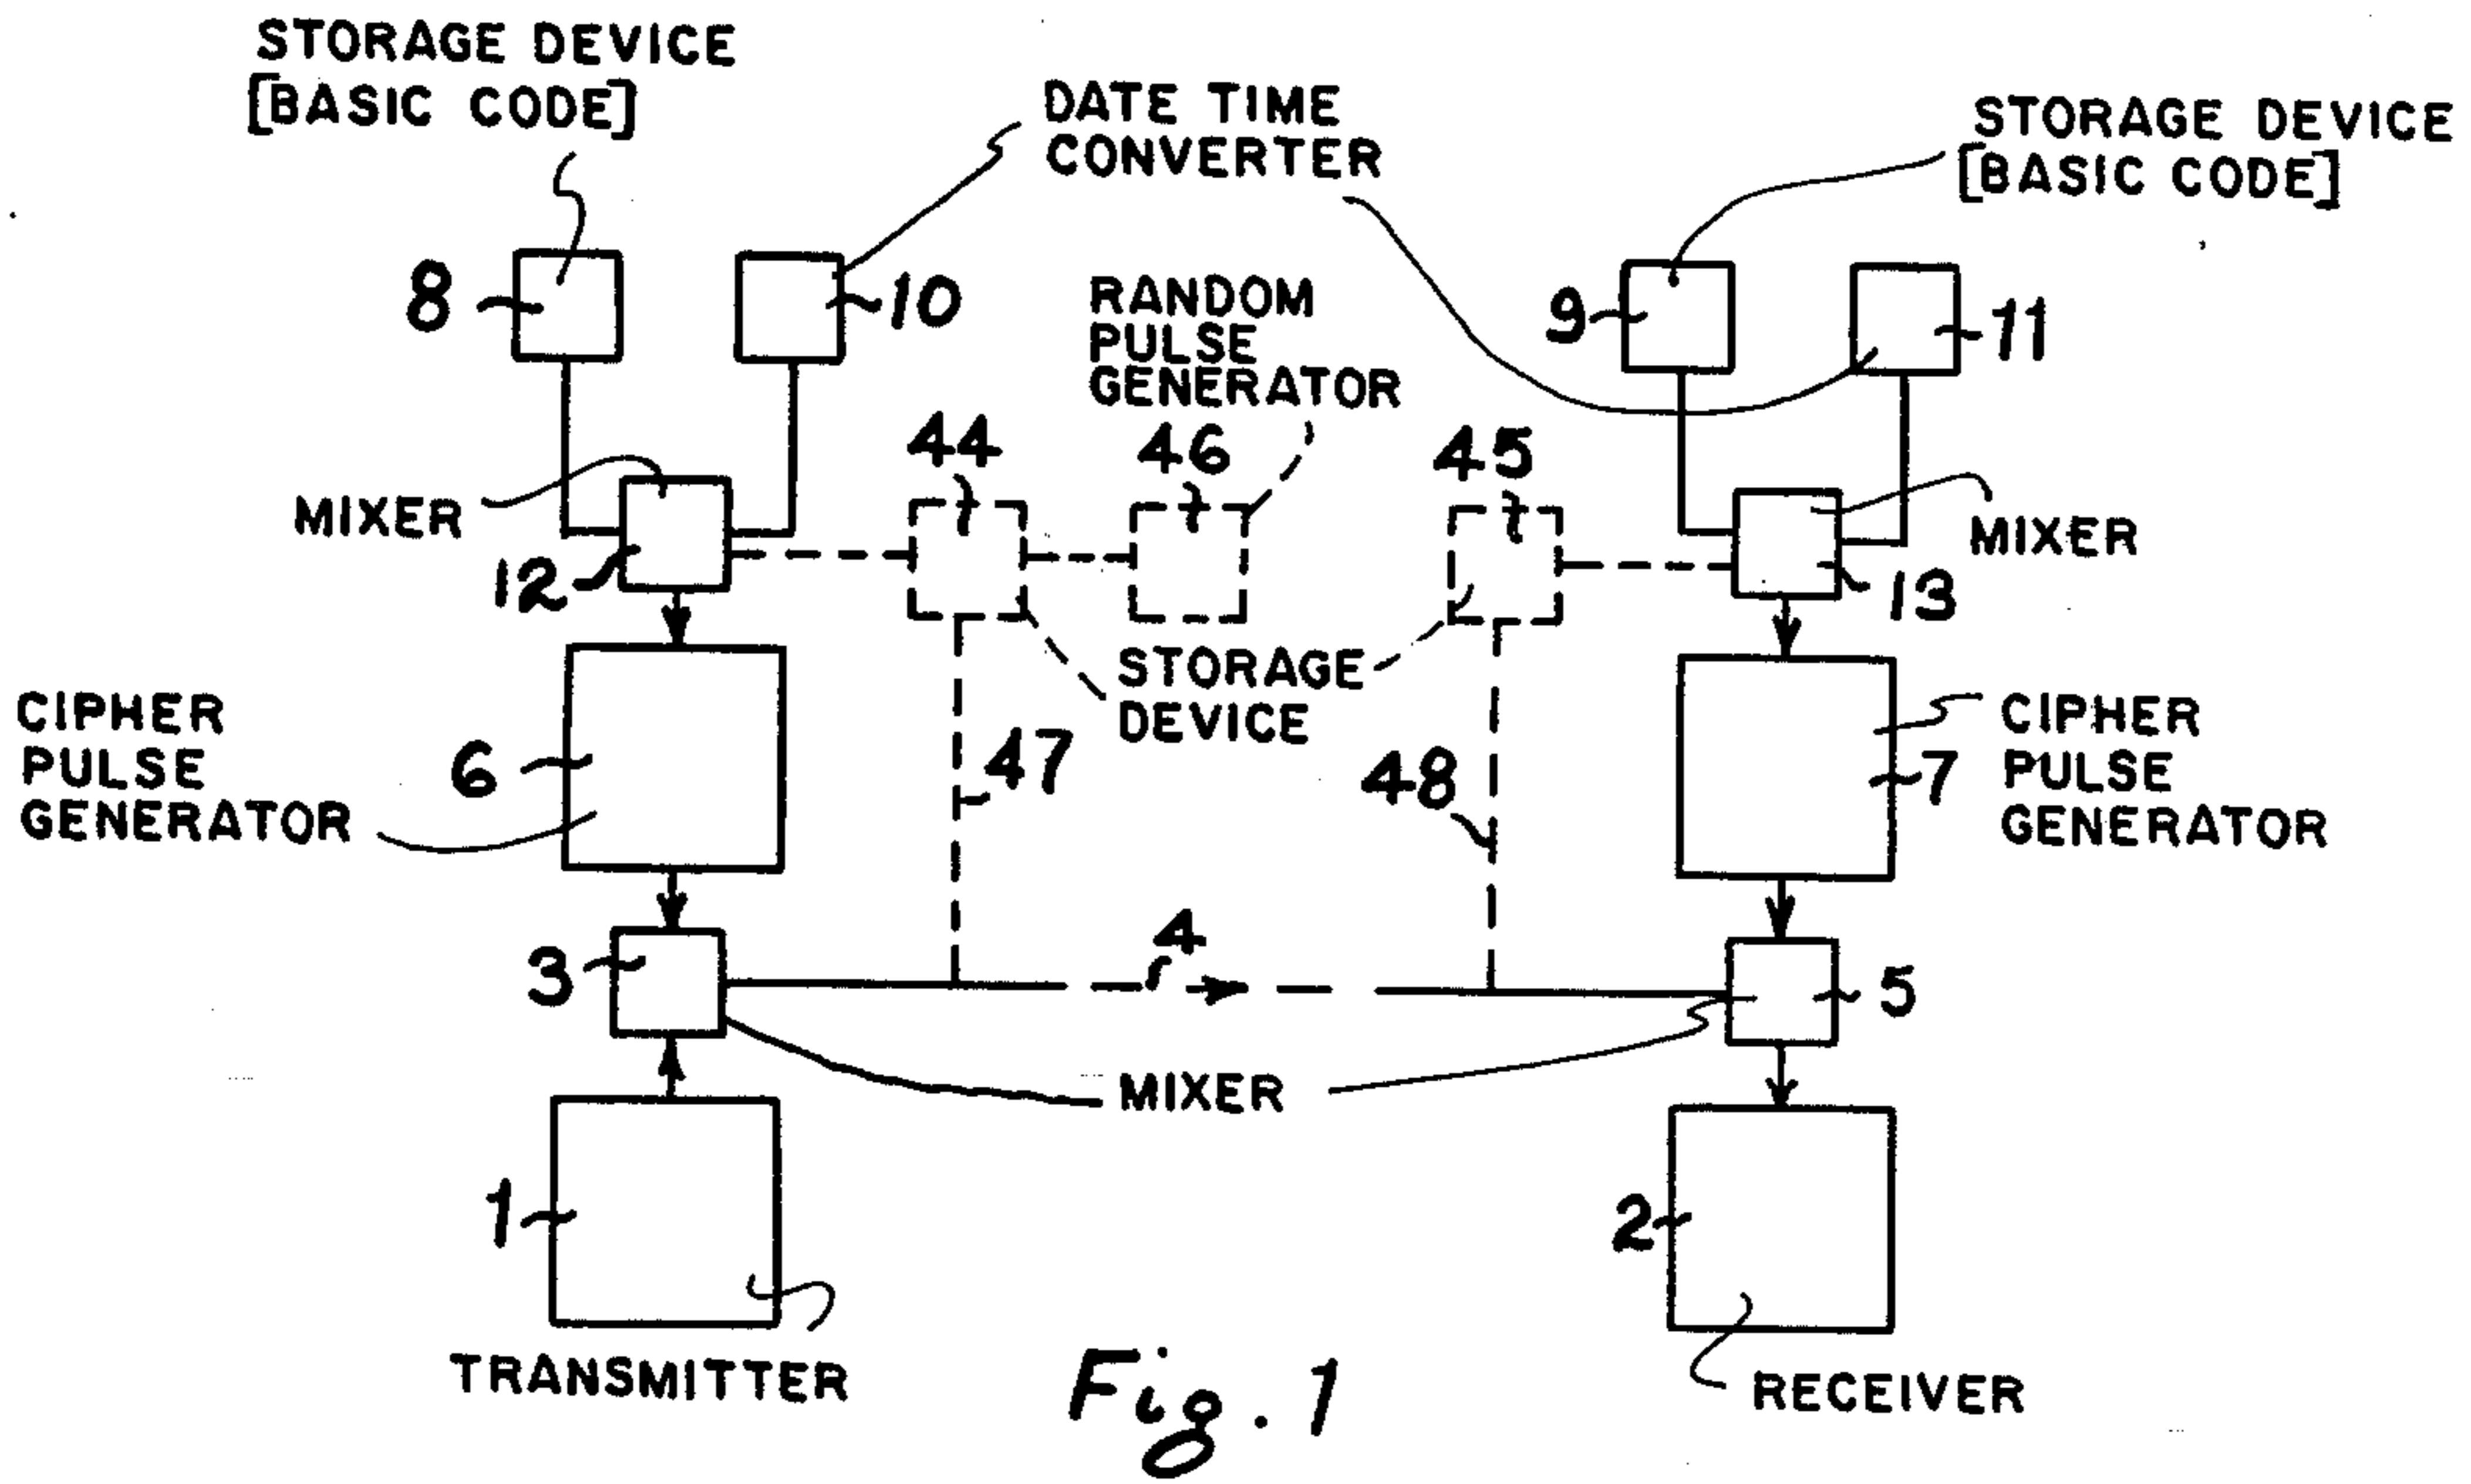 STORAGE DEVICE
[BASIC CODE]
DATE TIME
CONVERTER
STORAGE DEVICE
[BASIC CODE]
8
10
RANDOM
PULSE
GENERATOR
9
11
44
46
45
MIXER
12
MIXER
13
STORAGE
DEVICE
CIPHER
PULSE
GENERATOR
6
47
48
7
CIPHER
PULSE
GENERATOR
3
4
5
MIXER
1
2
TRANSMITTER
RECEIVER
Fig. 1